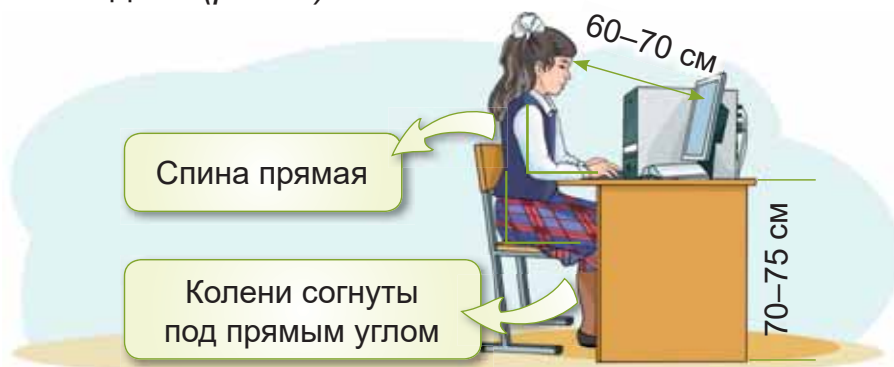 60–70 см
Спина прямая
70–75 см
Колени согнуты
под прямым углом